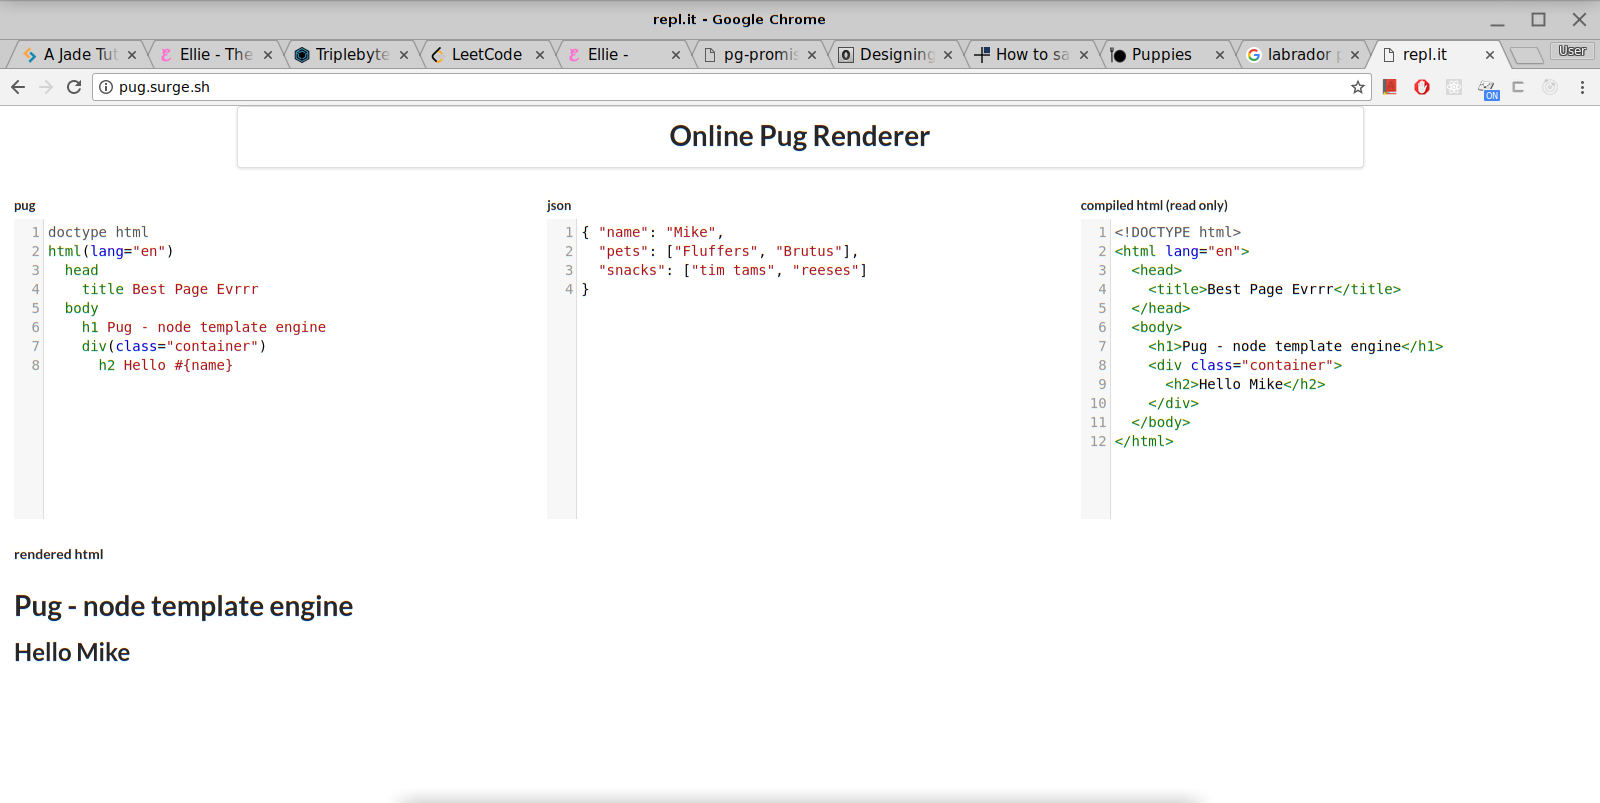 repl.it - Google Chrome
A Jade Tut
Ellie - The
Triplebyte
LeetCode
Ellie -
pg-promis
Designing
How to sa
Puppies
labrador p
repl.it
User
pug.surge.sh
ON
Online Pug Renderer
pug
1 doctype html
2 html(lang="en")
3 head
4 title Best Page Evrrr
5 body
6 h1 Pug - node template engine
7 div(class="container")
8 h2 Hello #{name}
json
1 { "name": "Mike",
2 "pets": ["Fluffers", "Brutus"],
3 "snacks": ["tim tams", "reeses"]
4 }
compiled html (read only)
1 <!DOCTYPE html>
2 <html lang="en">
3 <head>
4 <title>Best Page Evrrr</title>
5 </head>
6 <body>
7 <h1>Pug - node template engine</h1>
8 <div class="container">
9 <h2>Hello Mike</h2>
10 </div>
11 </body>
12 </html>
rendered html
Pug - node template engine
Hello Mike